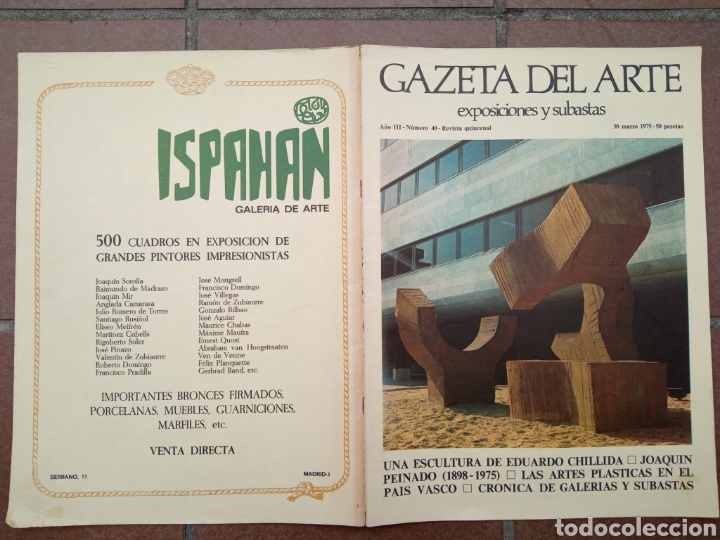 ISPAHAN
GALERIA DE ARTE
500 CUADROS EN EXPOSICION DE
GRANDES PINTORES IMPRESIONISTAS
Joaquín Sorolla
Raimundo de Madrazo
Joaquín Mir
Anglada Camarasa
Julio Romero de Torres
Santiago Rusiñol
Eliseo Meifrén
Martínez Cubells
Rigoberto Soler
José Pinazo
Valentín de Zubiaurre
Roberto Domingo
Francisco Pradilla
José Mongrell
Francisco Domingo
José Villegas
Ramón de Zubiaurre
Gonzalo Bilbao
José Aguiar
Maurice Chabas
Máxime Maufra
Ernest Quost
Abraham van Hoogstraaten
Ven de Venne
Félix Planquette
Gerbrad Band, etc.
IMPORTANTES BRONCES FIRMADOS,
PORCELANAS, MUEBLES, GUARNICIONES,
MARFILES, etc.
VENTA DIRECTA
SERRANO, 11 MADRID-1
GAZETA DEL ARTE
exposiciones y subastas
Año III - Número 40 - Revista quincenal 30 marzo 1975 - 50 pesetas
UNA ESCULTURA DE EDUARDO CHILLIDA □ JOAQUIN
PEINADO (1898-1975) □ LAS ARTES PLASTICAS EN EL
PAIS VASCO □ CRONICA DE GALERIAS Y SUBASTAS
todocoleccion